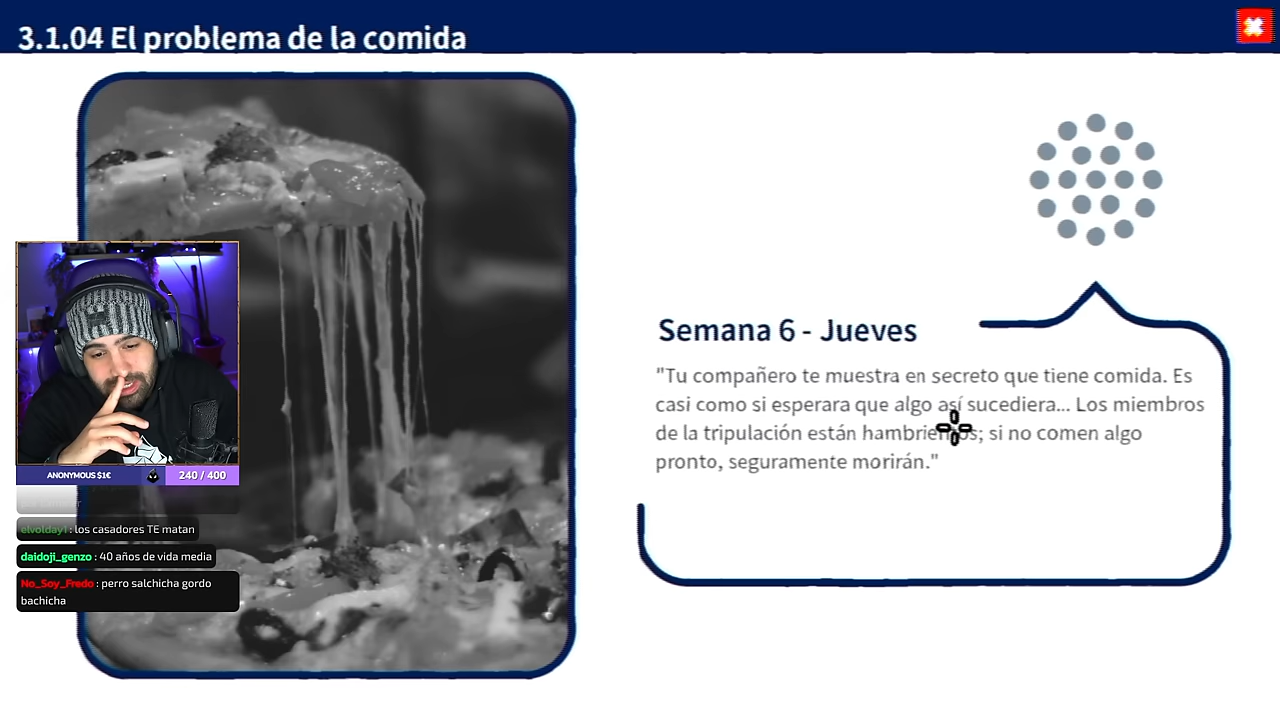 3.1.04 El problema de la comida
Semana 6 - Jueves
"Tu compañero te muestra en secreto que tiene comida. Es
casi como si esperara que algo así sucediera... Los miembros
de la tripulación están hambrientos; si no comen algo
pronto, seguramente morirán."
ANONYMOUS $1€
240 / 400
elvolday1 : los casadores TE matan
daidoji_genzo : 40 años de vida media
No_Soy_Fredo : perro salchicha gordo
bachicha